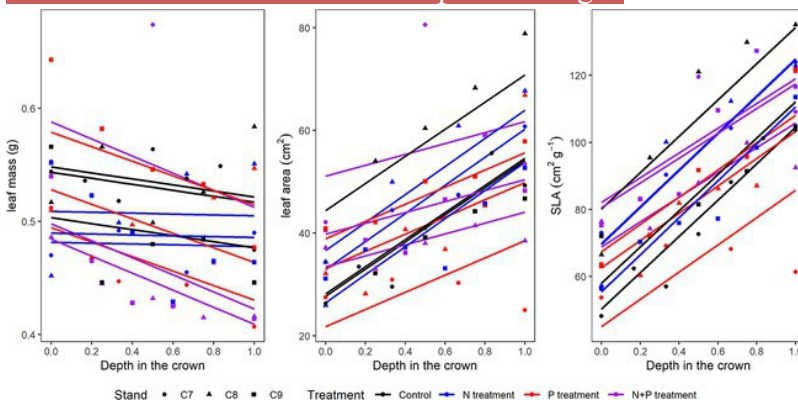 leaf mass (g)
0.6
0.5
0.4
0.0 0.2 0.4 0.6 0.8 1.0
Depth in the crown
leaf area (cm²)
80
60
40
20
0.0 0.2 0.4 0.6 0.8 1.0
Depth in the crown
SLA (cm² g⁻¹)
120
100
80
60
0.0 0.2 0.4 0.6 0.8 1.0
Depth in the crown
Stand C7 C8 C9 Treatment Control N treatment P treatment N+P treatment